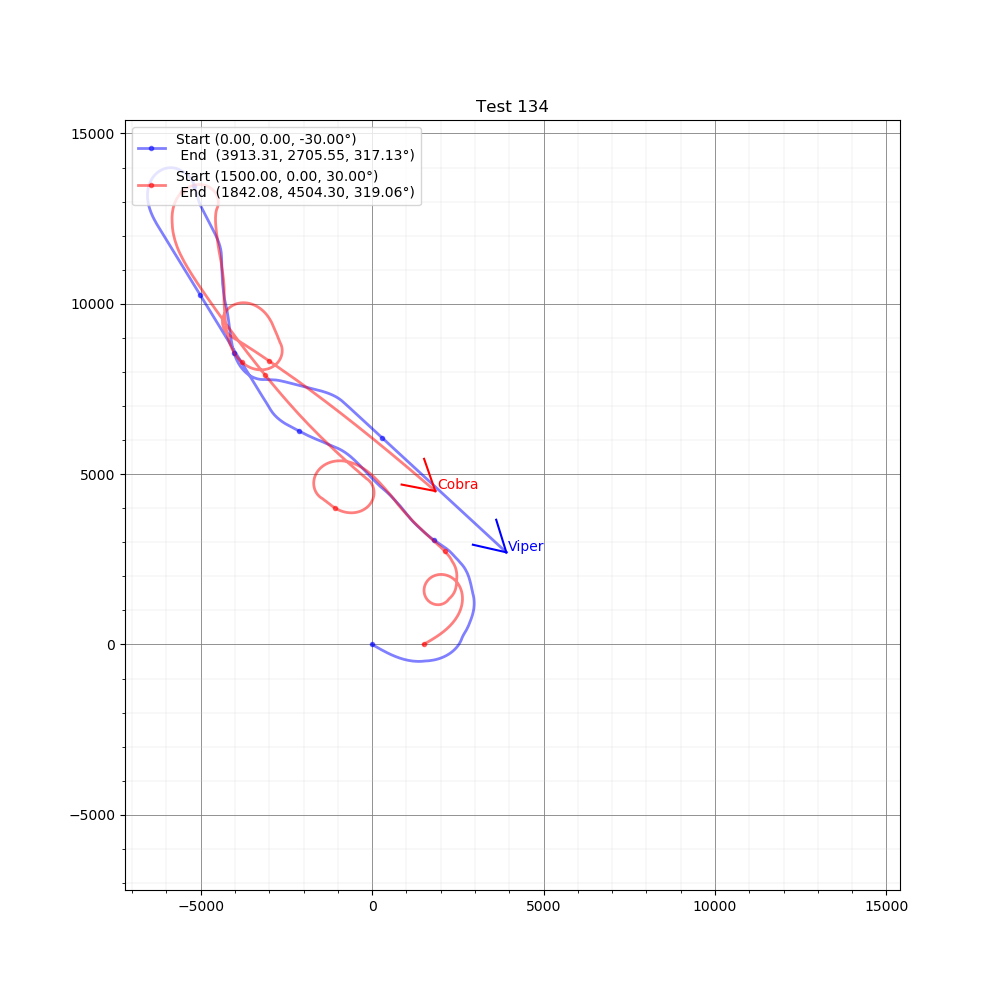 Test 134
Start (0.00, 0.00, -30.00°)
End (3913.31, 2705.55, 317.13°)
Start (1500.00, 0.00, 30.00°)
End (1842.08, 4504.30, 319.06°)
15000
10000
5000
0
−5000
Cobra
Viper
−5000
0
5000
10000
15000